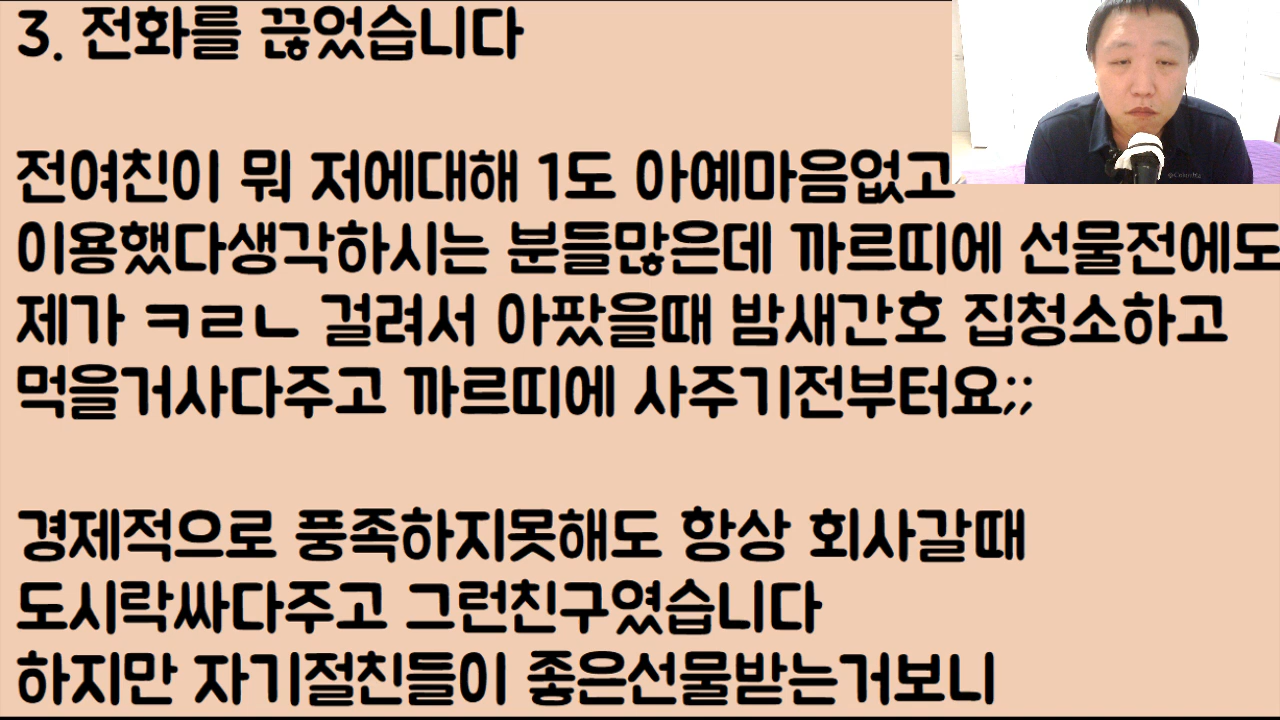 3. 전화를 끊었습니다
전여친이 뭐 저에대해 1도 아예마음없고
이용했다생각하시는 분들많은데 까르띠에 선물전에도
제가 ㅋㄹㄴ 걸려서 아팠을때 밤새간호 집청소하고
먹을거사다주고 까르띠에 사주기전부터요;;
경제적으로 풍족하지못해도 항상 회사갈때
도시락싸다주고 그런친구였습니다
하지만 자기절친들이 좋은선물받는거보니
Columbia